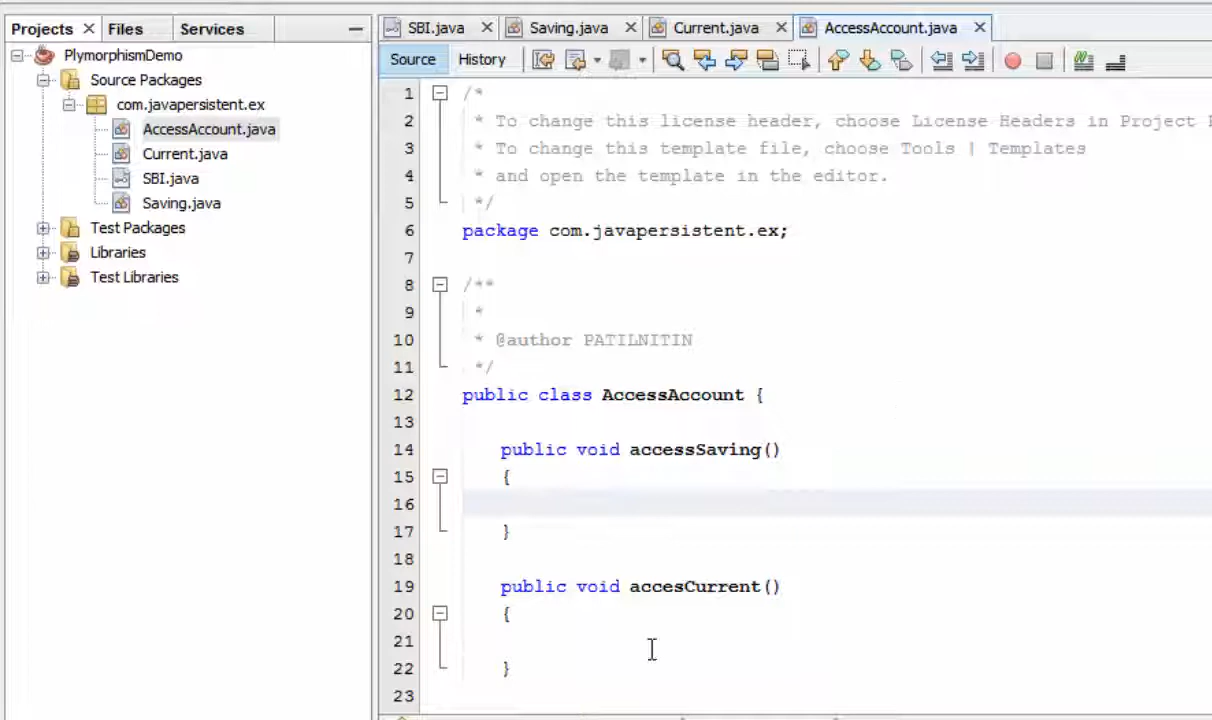 Projects
Files
Services
PlymorphismDemo
Source Packages
com.javapersistent.ex
AccessAccount.java
Current.java
SBI.java
Saving.java
Test Packages
Libraries
Test Libraries
SBI.java
Saving.java
Current.java
AccessAccount.java
Source
History
1 /*
2 * To change this license header, choose License Headers in Project
3 * To change this template file, choose Tools | Templates
4 * and open the template in the editor.
5 */
6 package com.javapersistent.ex;
7
8 /**
9 *
10 * @author PATILNITIN
11 */
12 public class AccessAccount {
13
14 public void accessSaving()
15 {
16
17 }
18
19 public void accesCurrent()
20 {
21
22 }
23